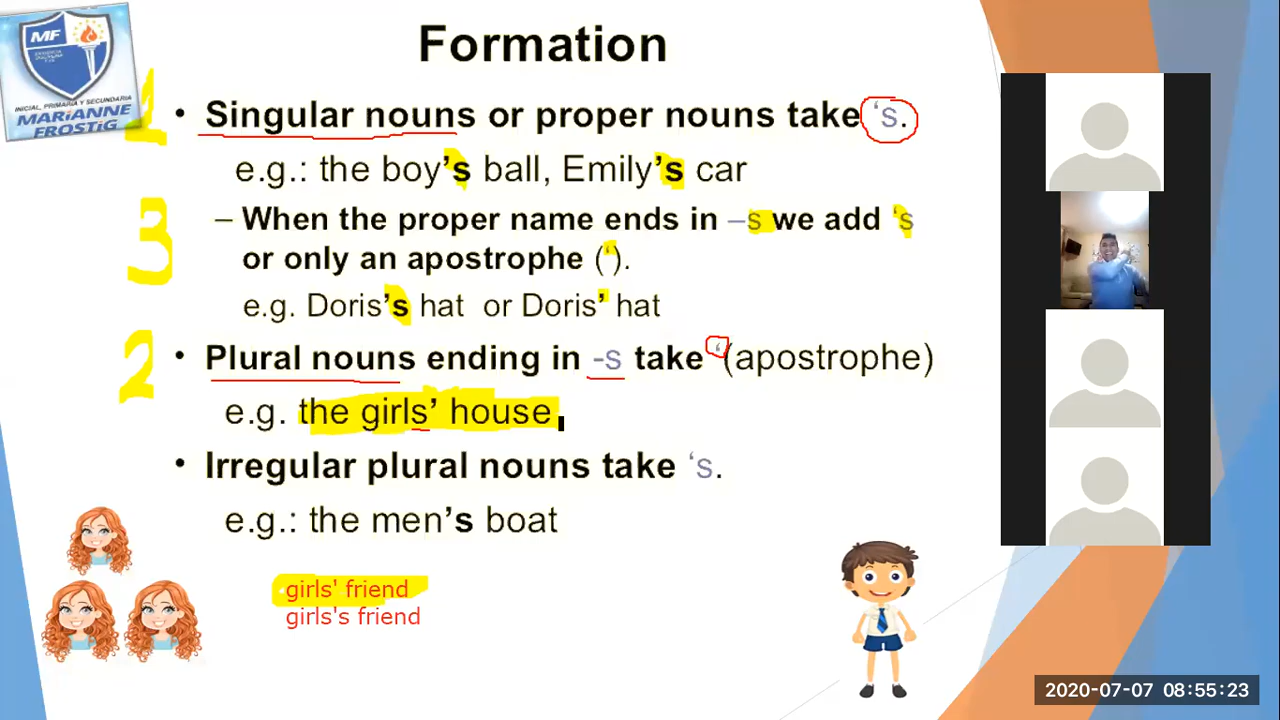 MF
INICIAL, PRIMARIA Y SECUNDARIA
MARiANNE
FROSTiG
Formation
1
• Singular nouns or proper nouns take ‘s.
e.g.: the boy’s ball, Emily’s car
3
– When the proper name ends in –s we add ‘s
or only an apostrophe (‘).
e.g. Doris’s hat or Doris’ hat
2
• Plural nouns ending in -s take ‘(apostrophe)
e.g. the girls’ house
• Irregular plural nouns take ‘s.
e.g.: the men’s boat
girls' friend
girls's friend
2020-07-07 08:55:23